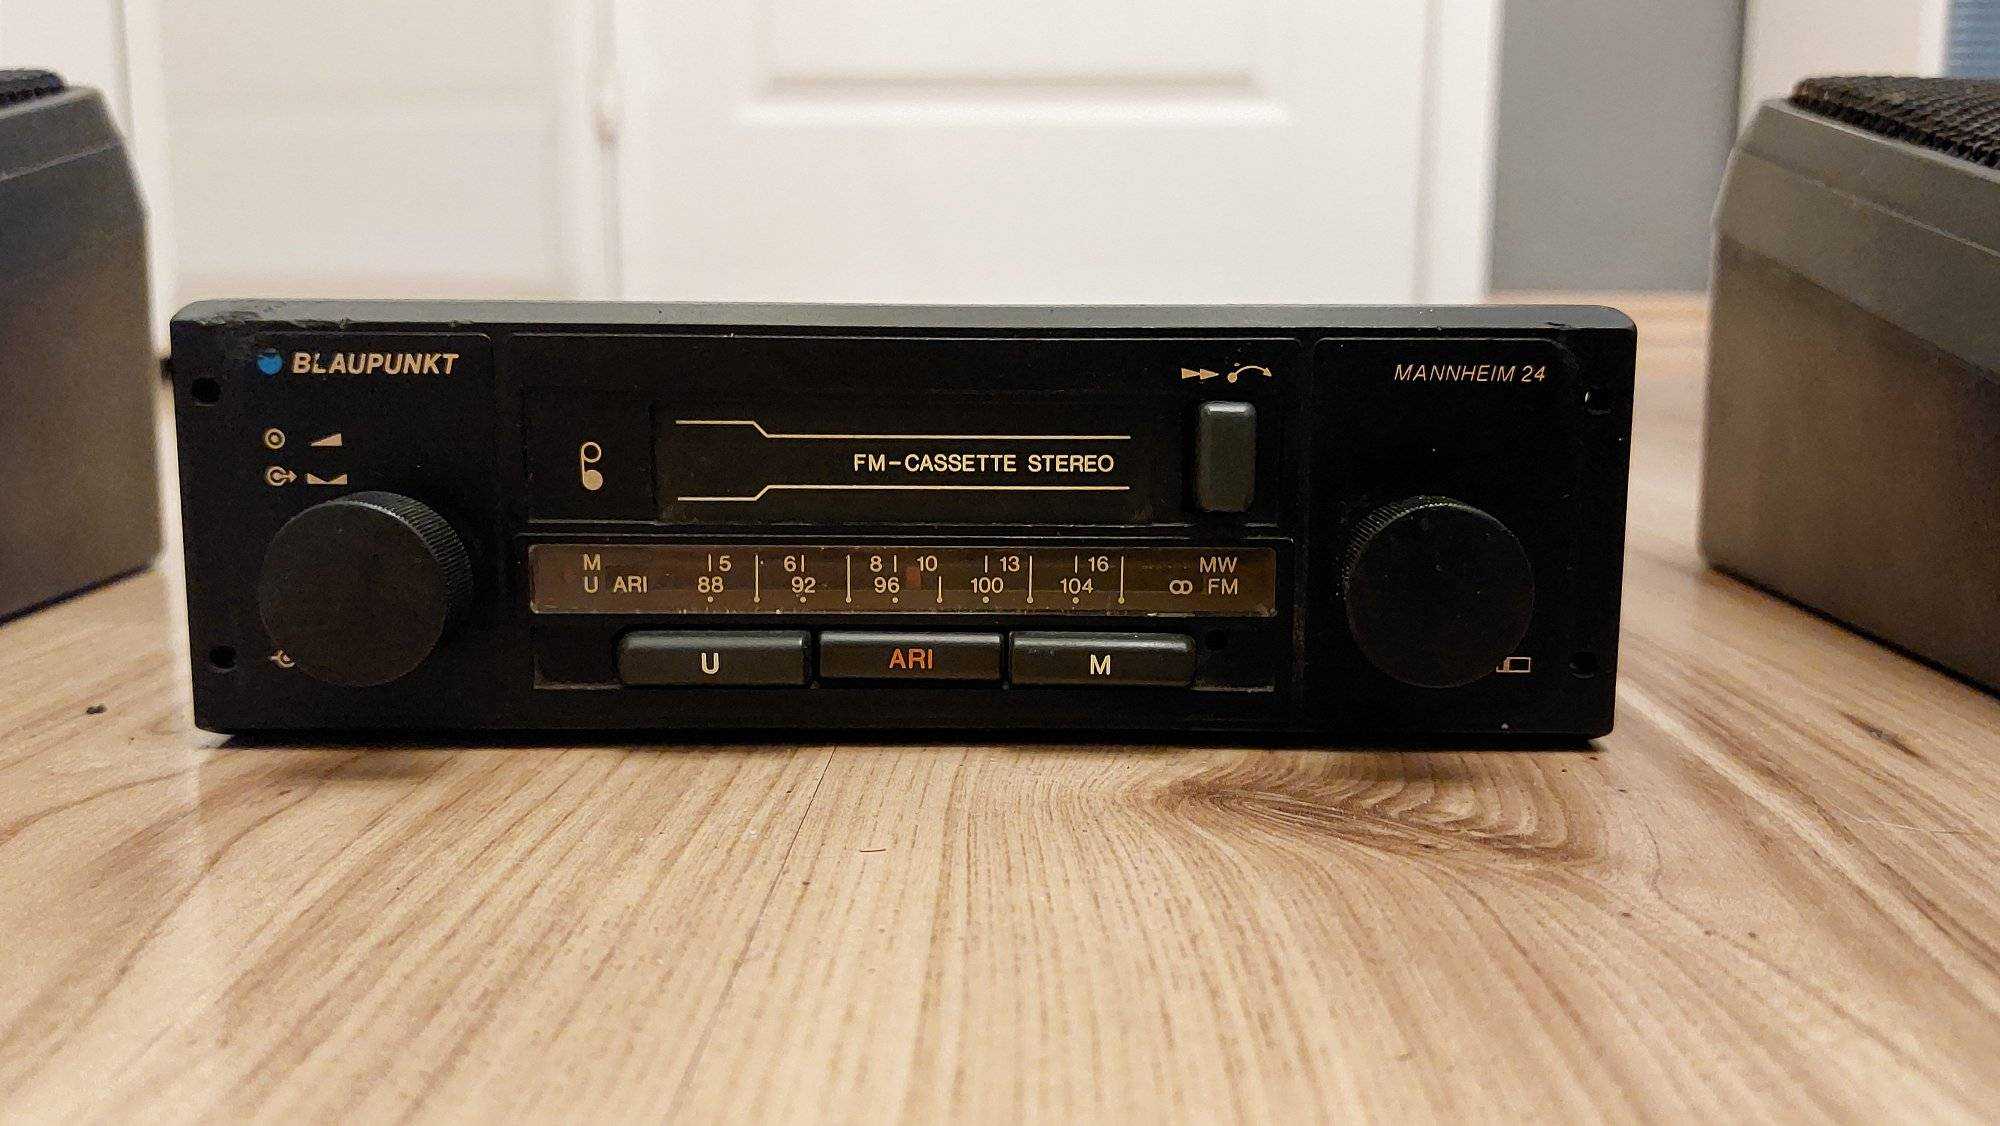 BLAUPUNKT
MANNHEIM 24
FM-CASSETTE STEREO
M 5 6 8 10 13 16 MW
U ARI 88 92 96 100 104 FM
U ARI M